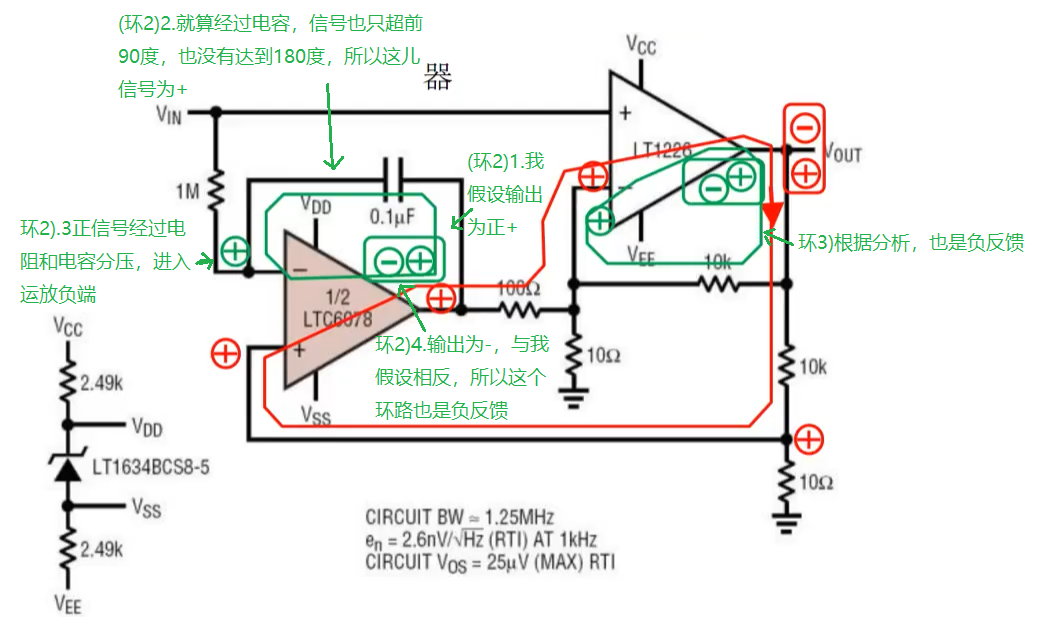 (环2)2.就算经过电容，信号也只超前
90度，也没有达到180度，所以这儿
信号为+
器
VCC
VIN
+
LT1226
−
VOUT
VEE
1M
0.1μF
(环2)1.我
假设输出
为正+
VDD
环2).3正信号经过电
阻和电容分压，进入
运放负端
−
1/2
LTC6078
+
VSS
100Ω
10k
环3)根据分析，也是负反馈
10Ω
10k
环2)4.输出为-，与我
假设相反，所以这个
环路也是负反馈
10Ω
VCC
2.49k
VDD
LT1634BCS8-5
VSS
2.49k
VEE
CIRCUIT BW ≃ 1.25MHz
en = 2.6nV/√Hz (RTI) AT 1kHz
CIRCUIT VOS = 25μV (MAX) RTI